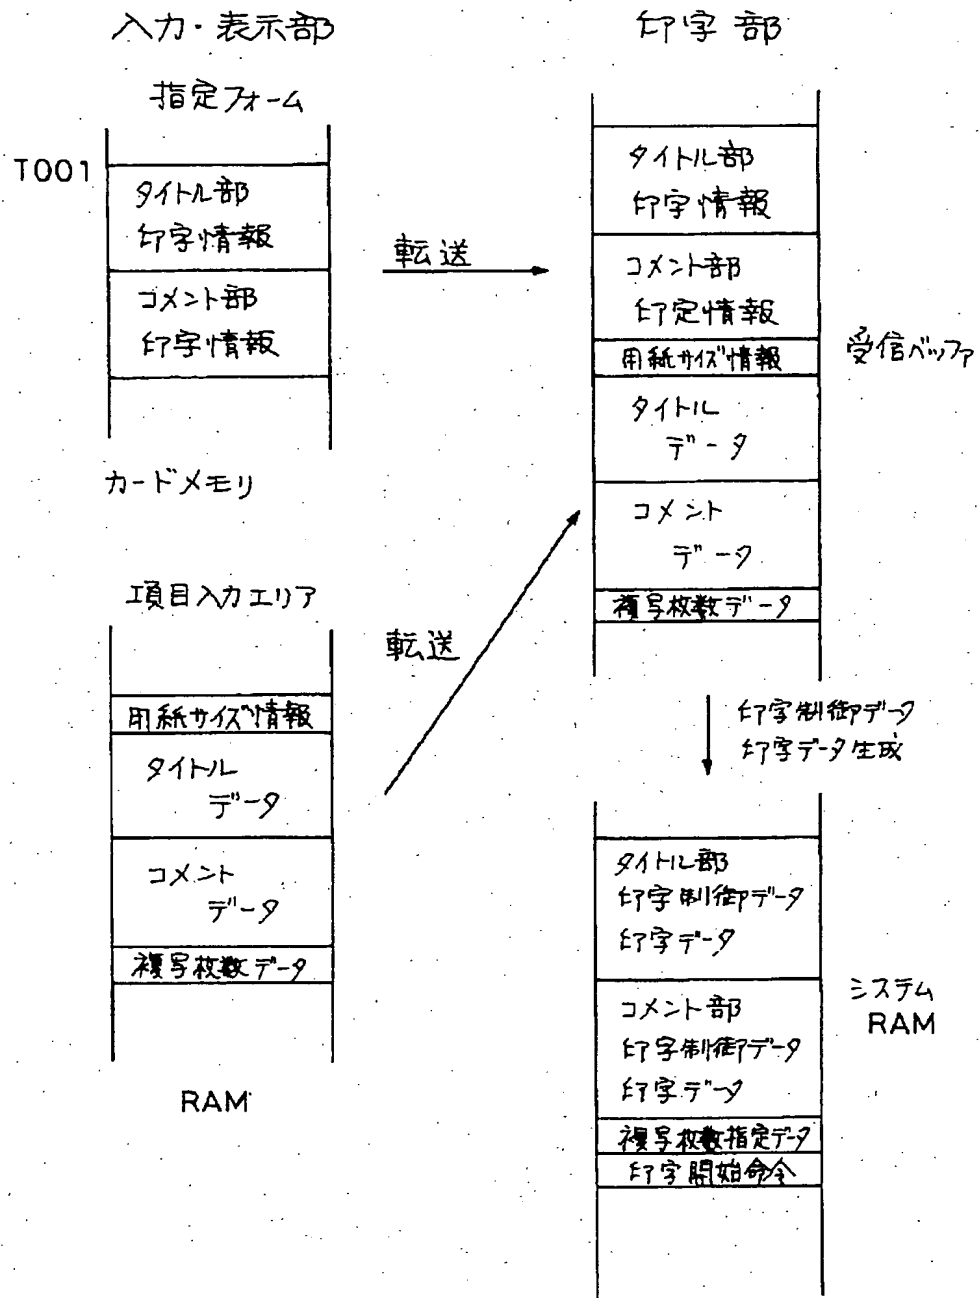 入力・表示部
指定フォーム
T001
タイトル部
印字情報
コメント部
印字情報
カードメモリ
転送
項目入力エリア
用紙サイズ情報
タイトル
データ
コメント
データ
複写枚数データ
RAM
転送
印字部
タイトル部
印字情報
コメント部
印定情報
用紙サイズ情報
タイトル
データ
コメント
データ
複写枚数データ
受信バッファ
印字制御データ
印字データ生成
タイトル部
印字制御データ
印字データ
コメント部
印字制御データ
印字データ
複写枚数指定データ
印字開始命令
システム
RAM